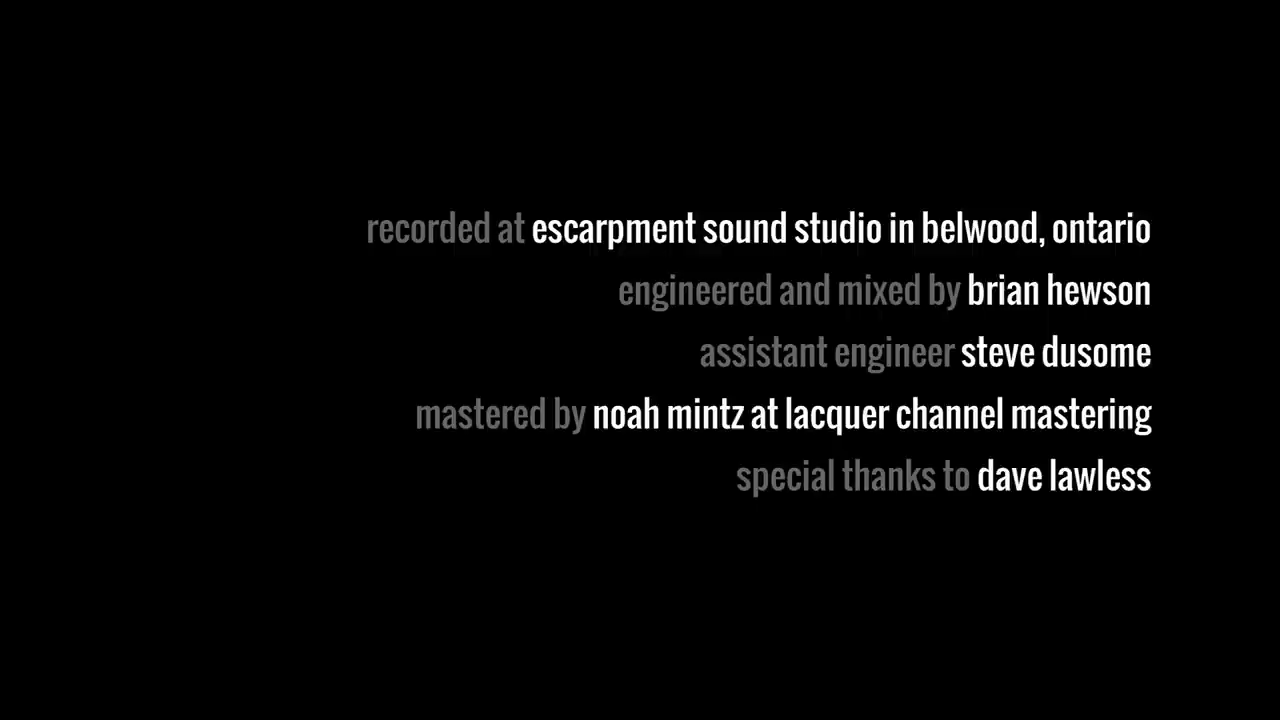 recorded at escarpment sound studio in belwood, ontario
engineered and mixed by brian hewson
assistant engineer steve dusome
mastered by noah mintz at lacquer channel mastering
special thanks to dave lawless